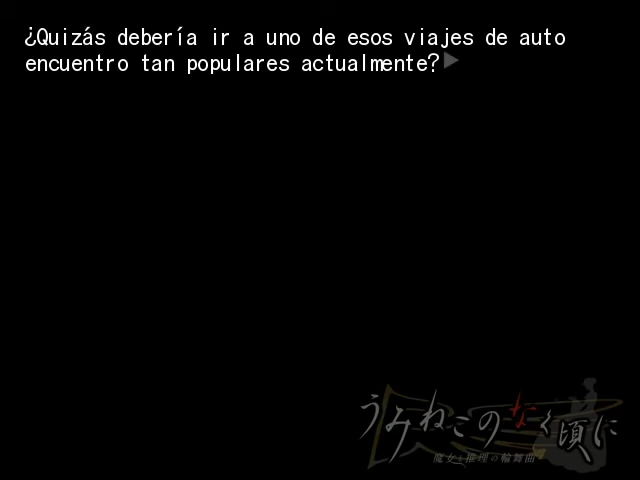 ¿Quizás debería ir a uno de esos viajes de auto
encuentro tan populares actualmente?
うみねこのなく頃に
魔女と推理の輪舞曲